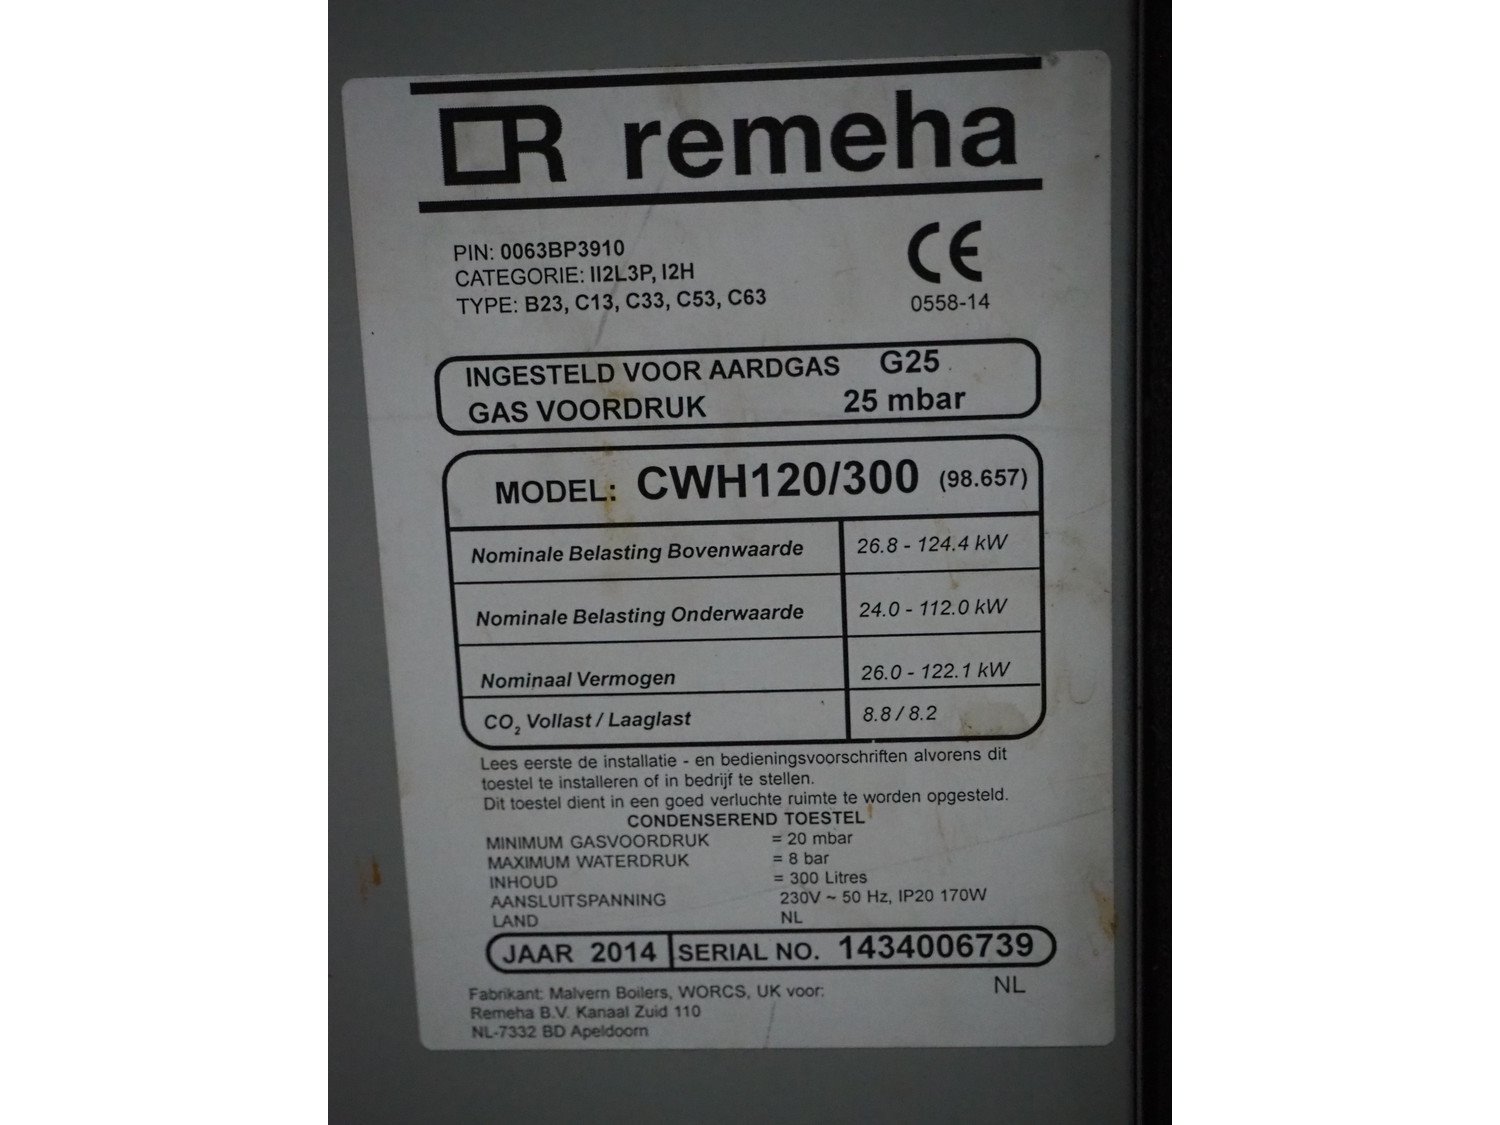 R remeha
PIN: 0063BP3910
CATEGORIE: II2L3P, I2H
TYPE: B23, C13, C33, C53, C63
CE
0558-14
INGESTELD VOOR AARDGAS G25
GAS VOORDRUK 25 mbar
MODEL: CWH120/300 (98.657)
Nominale Belasting Bovenwaarde 26.8 - 124.4 kW
Nominale Belasting Onderwaarde 24.0 - 112.0 kW
Nominaal Vermogen 26.0 - 122.1 kW
CO₂ Vollast / Laaglast 8.8 / 8.2
Lees eerste de installatie - en bedieningsvoorschriften alvorens dit
toestel te installeren of in bedrijf te stellen.
Dit toestel dient in een goed verluchte ruimte te worden opgesteld.
CONDENSEREND TOESTEL
MINIMUM GASVOORDRUK = 20 mbar
MAXIMUM WATERDRUK = 8 bar
INHOUD = 300 Litres
AANSLUITSPANNING 230V ~ 50 Hz, IP20 170W
LAND NL
JAAR 2014 SERIAL NO. 1434006739
NL
Fabrikant: Malvern Boilers, WORCS, UK voor:
Remeha B.V. Kanaal Zuid 110
NL-7332 BD Apeldoorn